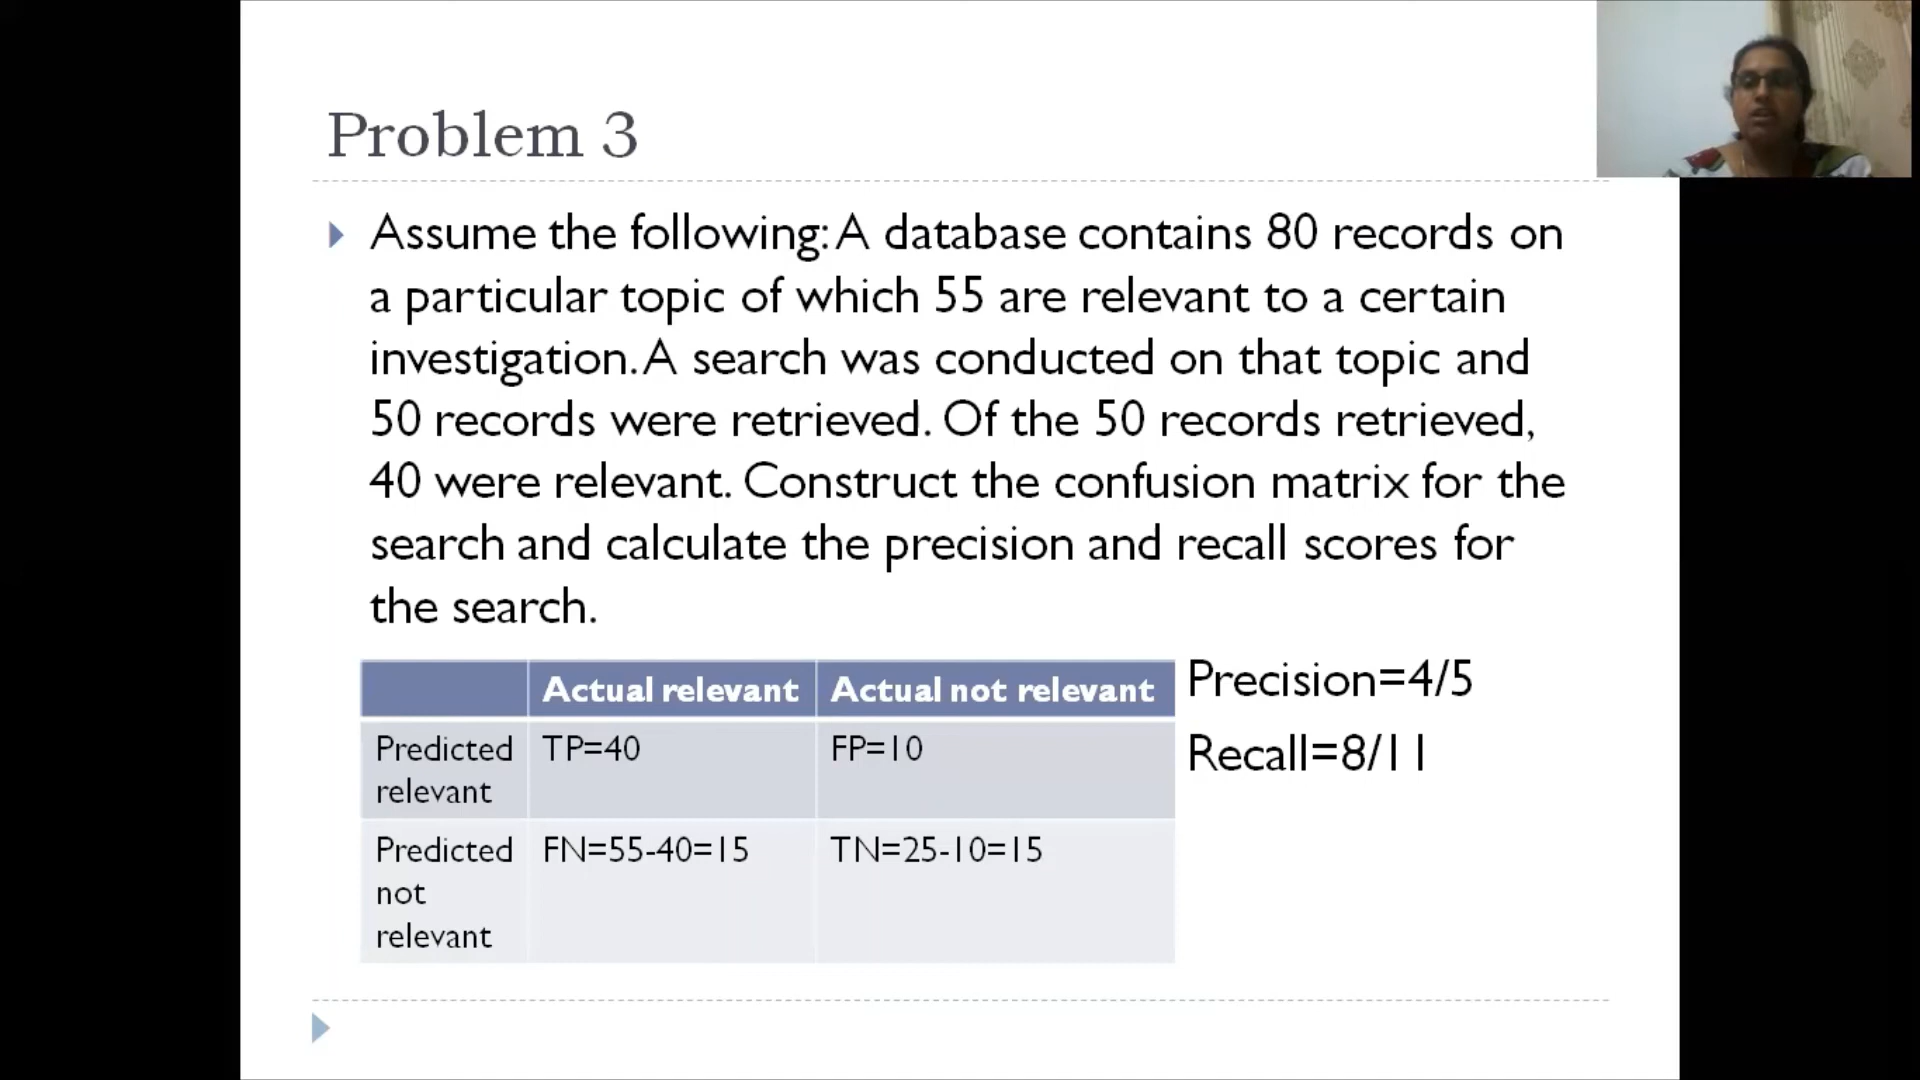 Problem 3
Assume the following: A database contains 80 records on
a particular topic of which 55 are relevant to a certain
investigation. A search was conducted on that topic and
50 records were retrieved. Of the 50 records retrieved,
40 were relevant. Construct the confusion matrix for the
search and calculate the precision and recall scores for
the search.
Actual relevant
Actual not relevant
Predicted
relevant
TP=40
FP=10
Predicted
not
relevant
FN=55-40=15
TN=25-10=15
Precision=4/5
Recall=8/11